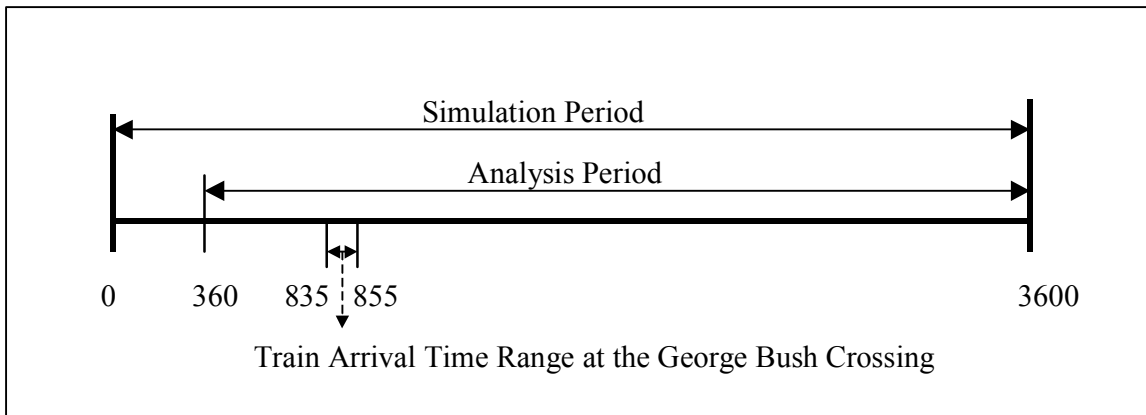 Simulation Period
Analysis Period
0 360 835 855 3600
Train Arrival Time Range at the George Bush Crossing